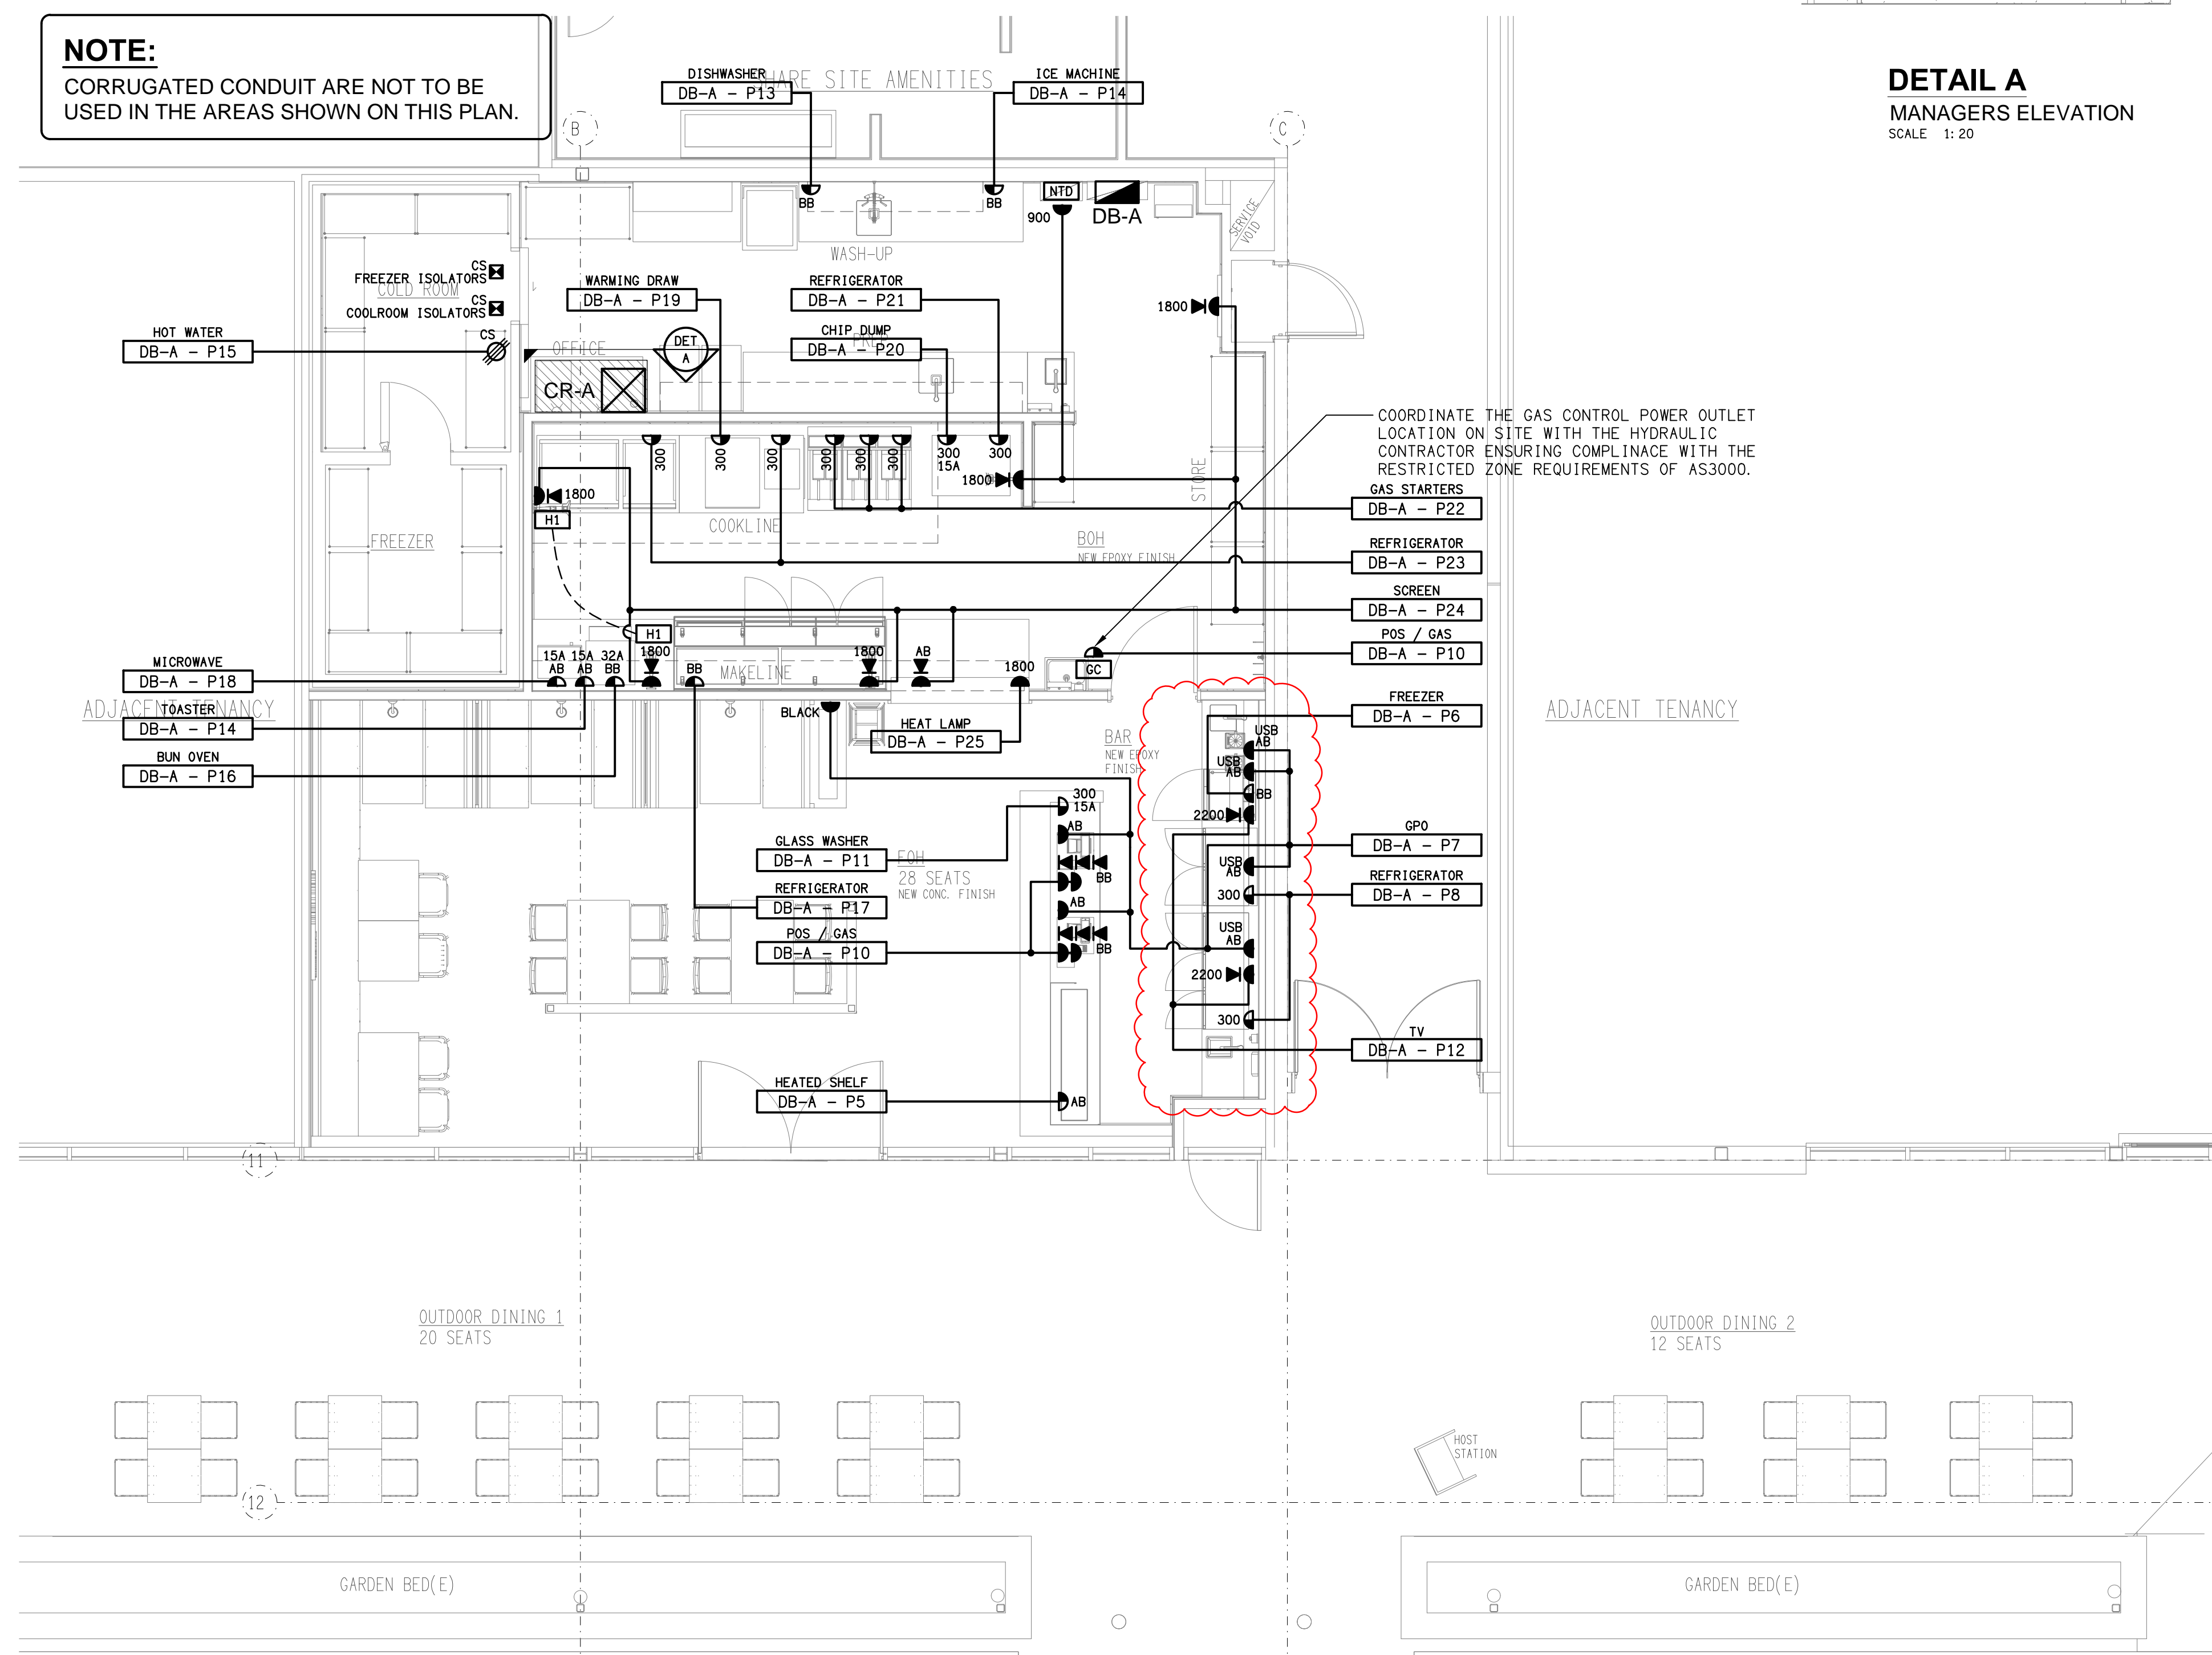 NOTE:
CORRUGATED CONDUIT ARE NOT TO BE
USED IN THE AREAS SHOWN ON THIS PLAN.
DETAIL A
MANAGERS ELEVATION
SCALE 1:20
SHARE SITE AMENITIES
DISHWASHER
DB-A - P13
ICE MACHINE
DB-A - P14
B
C
BB
BB
NTD
900
DB-A
SERVICE
VOID
WASH-UP
CS
FREEZER ISOLATORS
COLD ROOM
CS
COOLROOM ISOLATORS
CS
HOT WATER
DB-A - P15
WARMING DRAW
DB-A - P19
REFRIGERATOR
DB-A - P21
CHIP DUMP
DB-A - P20
PREP
1800
OFFICE
DET
A
CR-A
COORDINATE THE GAS CONTROL POWER OUTLET
LOCATION ON SITE WITH THE HYDRAULIC
CONTRACTOR ENSURING COMPLINACE WITH THE
RESTRICTED ZONE REQUIREMENTS OF AS3000.
300
300
300
300
300
300
300
15A
300
1800
1800
H1
STORE
COOKLINE
FREEZER
BOH
NEW EPOXY FINISH
GAS STARTERS
DB-A - P22
REFRIGERATOR
DB-A - P23
SCREEN
DB-A - P24
POS / GAS
DB-A - P10
H1
15A 15A 32A
AB AB BB
1800
BB
MAKELINE
1800
AB
1800
GC
MICROWAVE
DB-A - P18
ADJACENT TENANCY
TOASTER
DB-A - P14
BUN OVEN
DB-A - P16
BLACK
HEAT LAMP
DB-A - P25
BAR
NEW EPOXY
FINISH
FREEZER
DB-A - P6
ADJACENT TENANCY
USB
AB
USB
AB
BB
2200
300
15A
AB
GLASS WASHER
DB-A - P11
FOH
28 SEATS
NEW CONC. FINISH
BB
GPO
DB-A - P7
USB
AB
REFRIGERATOR
DB-A - P8
300
REFRIGERATOR
DB-A - P17
AB
POS / GAS
DB-A - P10
BB
USB
AB
2200
300
TV
DB-A - P12
HEATED SHELF
DB-A - P5
AB
11
OUTDOOR DINING 1
20 SEATS
OUTDOOR DINING 2
12 SEATS
HOST
STATION
12
GARDEN BED(E)
GARDEN BED(E)